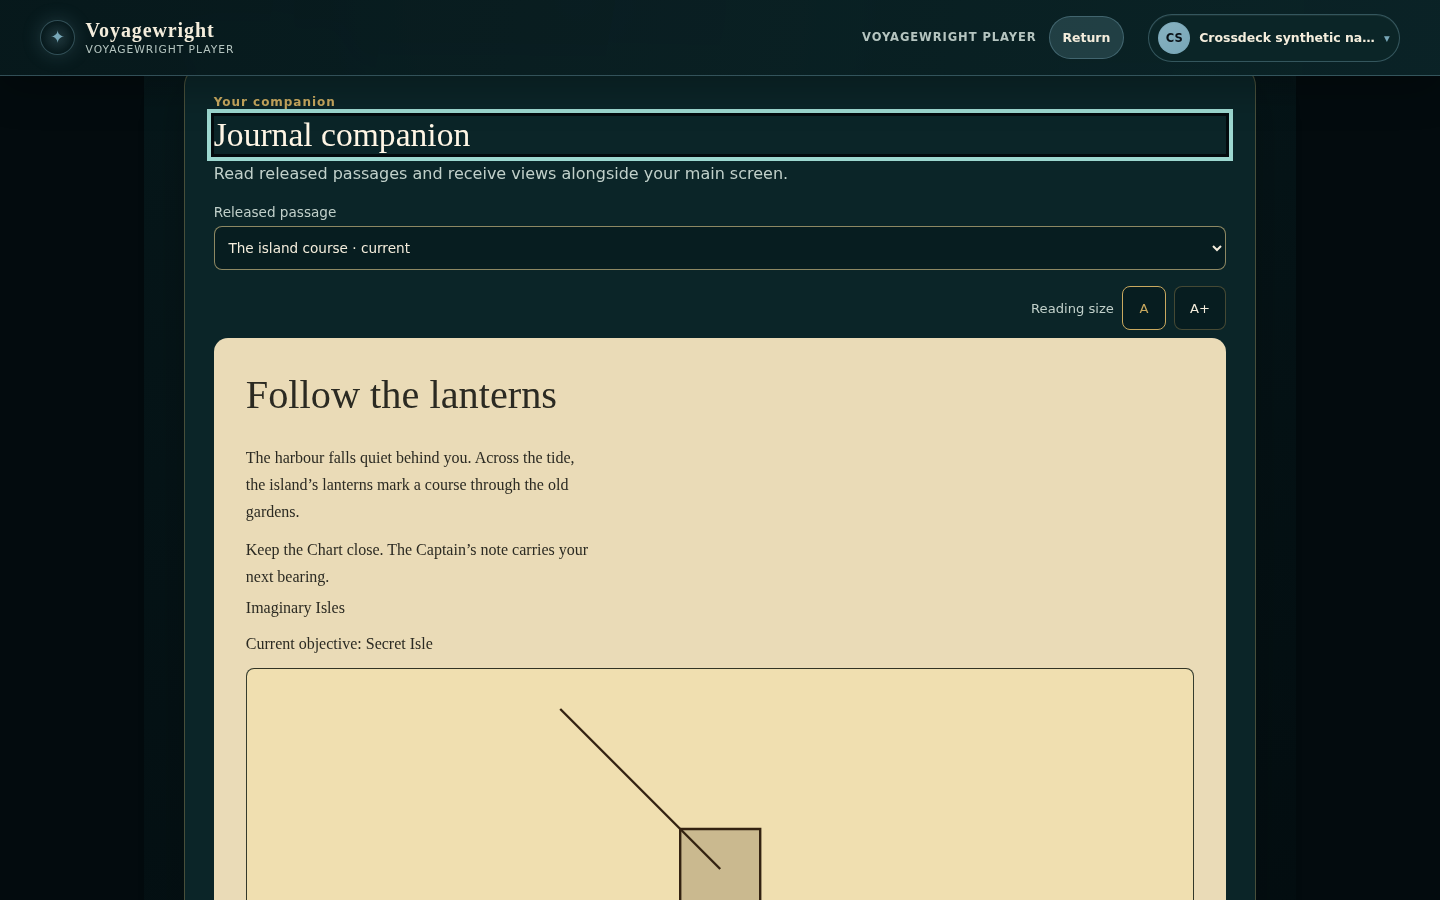 ✦
Voyagewright
VOYAGEWRIGHT PLAYER
VOYAGEWRIGHT PLAYER
Return
CS
Crossdeck synthetic na…
Your companion
Journal companion
Read released passages and receive views alongside your main screen.
Released passage
The island course · current
Reading size
A
A+
Follow the lanterns
The harbour falls quiet behind you. Across the tide,
the island’s lanterns mark a course through the old
gardens.
Keep the Chart close. The Captain’s note carries your
next bearing.
Imaginary Isles
Current objective: Secret Isle